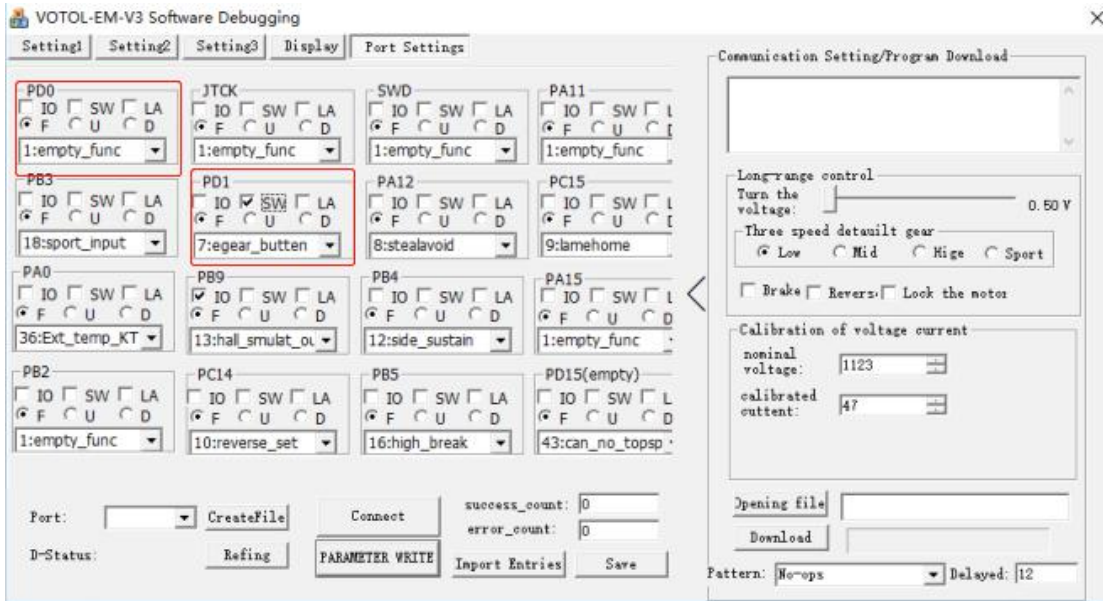 VOTOL-EM-V3 Software Debugging
Setting1 Setting2 Setting3 Display Port Settings
PD0 JTCK SWD PA11
IO SW LA IO SW LA IO SW LA IO SW L
F U D F U D F U D F U D
1:empty_func 1:empty_func 1:empty_func 1:empty_func
PB3 PD1 PA12 PC15
IO SW LA IO SW LA IO SW LA IO SW L
F U D F U D F U D F U D
18:sport_input 7:egear_butten 8:stealavoid 9:lamehome
PA0 PB9 PB4 PA15
IO SW LA IO SW LA IO SW LA IO SW L
F U D F U D F U D F U D
36:Ext_temp_KT 13:hall_smulat_ou 12:side_sustain 1:empty_func
PB2 PC14 PB5 PD15(empty)
IO SW LA IO SW LA IO SW LA IO SW L
F U D F U D F U D F U D
1:empty_func 10:reverse_set 16:high_break 43:can_no_topsp
Port: CreateFile Connect success_count: 0
error_count: 0
D-Status: Refing PARAMETER WRITE Import Entries Save
Communication Setting/Program Download
Long-range control
Turn the
voltage: 0.50 V
Three speed detauilt gear
Low Mid Hige Sport
Brake Revers. Lock the motor
Calibration of voltage current
nominal
voltage: 1123
calibrated
cuttent: 47
Opening file
Download
Pattern: No-ops Delayed: 12